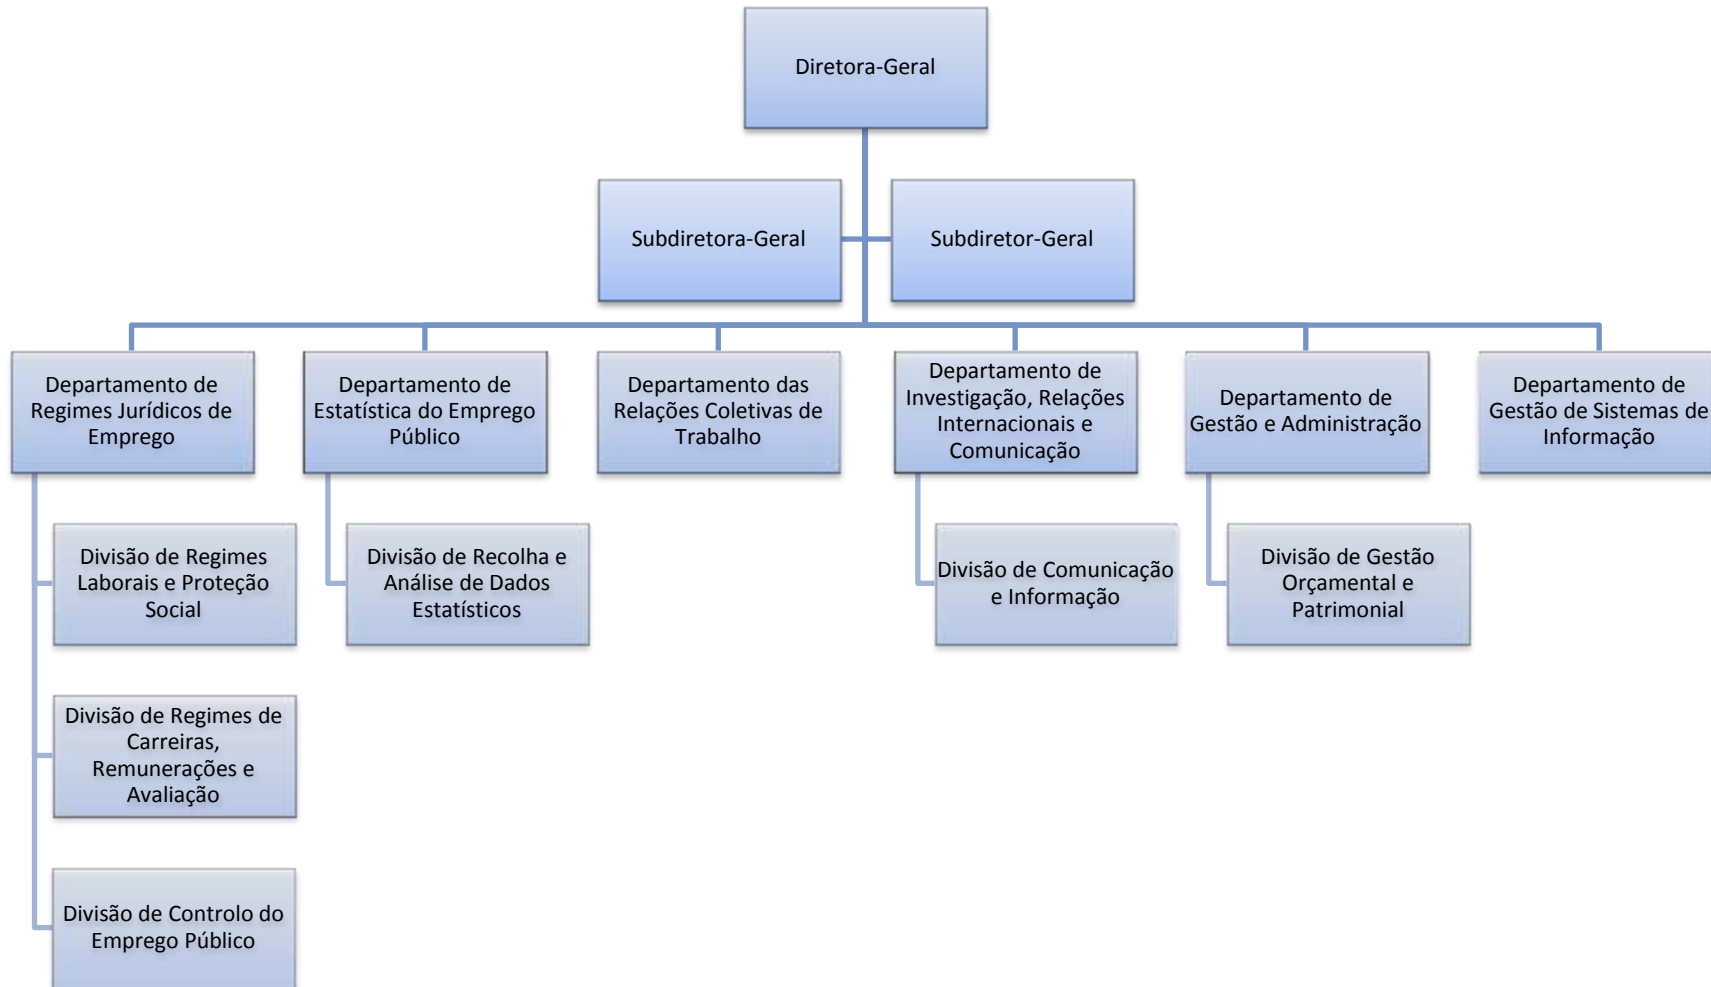 Diretora-Geral
Subdiretora-Geral
Subdiretor-Geral
Departamento de
Regimes Jurídicos de
Emprego
Departamento de
Estatística do Emprego
Público
Departamento das
Relações Coletivas de
Trabalho
Departamento de
Investigação, Relações
Internacionais e
Comunicação
Departamento de
Gestão e Administração
Departamento de
Gestão de Sistemas de
Informação
Divisão de Regimes
Laborais e Proteção
Social
Divisão de Recolha e
Análise de Dados
Estatísticos
Divisão de Comunicação
e Informação
Divisão de Gestão
Orçamental e
Patrimonial
Divisão de Regimes de
Carreiras,
Remunerações e
Avaliação
Divisão de Controlo do
Emprego Público